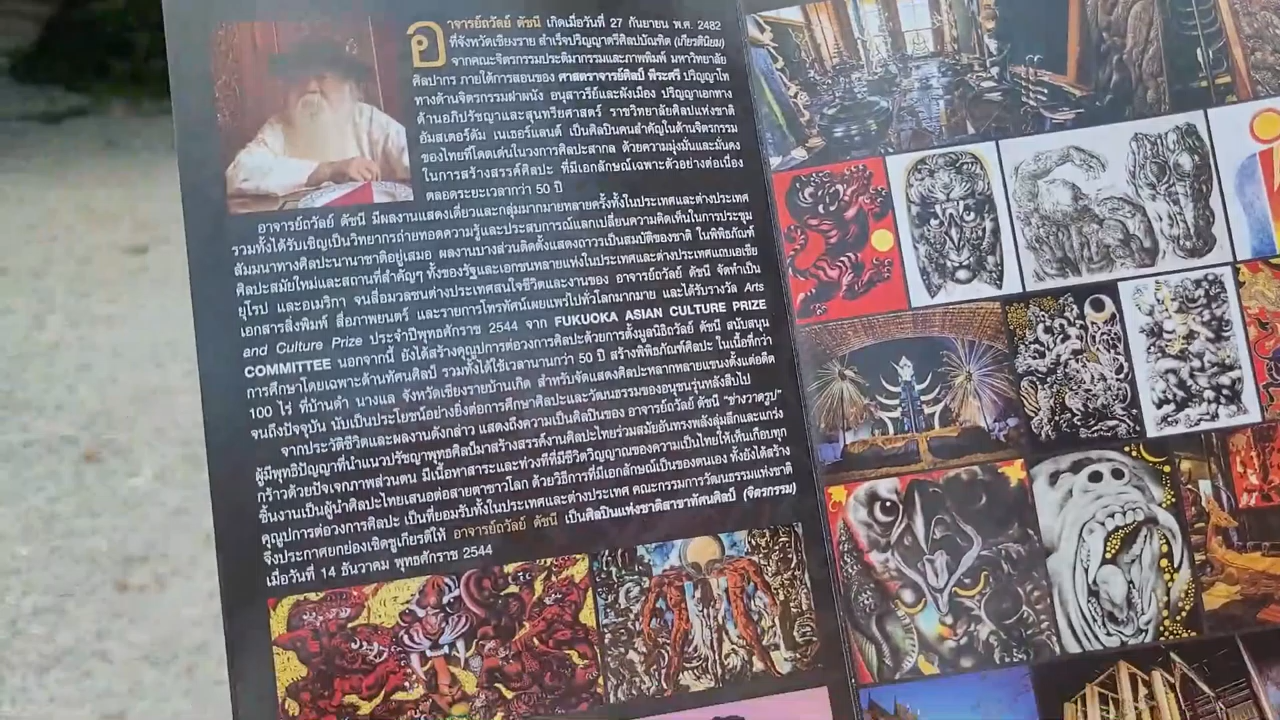 อาจารย์ถวัลย์ ดัชนี เกิดเมื่อวันที่ 27 กันยายน พ.ศ. 2482
ที่จังหวัดเชียงราย สำเร็จปริญญาตรีศิลปบัณฑิต (เกียรตินิยม)
จากคณะจิตรกรรมประติมากรรมและภาพพิมพ์ มหาวิทยาลัย
ศิลปากร ภายใต้การสอนของ ศาสตราจารย์ศิลป์ พีระศรี ปริญญาโท
ทางด้านจิตรกรรมฝาผนัง อนุสาวรีย์และผังเมือง ปริญญาเอกทาง
ด้านอภิปรัชญาและสุนทรียศาสตร์ ราชวิทยาลัยศิลปแห่งชาติ
อัมสเตอร์ดัม เนเธอร์แลนด์ เป็นศิลปินคนสำคัญในด้านจิตรกรรม
ของไทยที่โดดเด่นในวงการศิลปะสากล ด้วยความมุ่งมั่นและมั่นคง
ในการสร้างสรรค์ศิลปะ ที่มีเอกลักษณ์เฉพาะตัวอย่างต่อเนื่อง
ตลอดระยะเวลากว่า 50 ปี
อาจารย์ถวัลย์ ดัชนี มีผลงานแสดงเดี่ยวและกลุ่มมากมายหลายครั้งทั้งในประเทศและต่างประเทศ
รวมทั้งได้รับเชิญเป็นวิทยากรถ่ายทอดความรู้และประสบการณ์แลกเปลี่ยนความคิดเห็นในการประชุม
สัมมนาทางศิลปะนานาชาติอยู่เสมอ ผลงานบางส่วนติดตั้งแสดงถาวรเป็นสมบัติของชาติ ในพิพิธภัณฑ์
ศิลปะสมัยใหม่และสถานที่สำคัญๆ ทั้งของรัฐและเอกชนหลายแห่งในประเทศและต่างประเทศแถบเอเชีย
ยุโรป และอเมริกา จนสื่อมวลชนต่างประเทศสนใจชีวิตและงานของ อาจารย์ถวัลย์ ดัชนี จัดทำเป็น
เอกสารสิ่งพิมพ์ สื่อภาพยนตร์ และรายการโทรทัศน์เผยแพร่ไปทั่วโลกมากมาย และได้รับรางวัล Arts
and Culture Prize ประจำปีพุทธศักราช 2544 จาก FUKUOKA ASIAN CULTURE PRIZE
COMMITTEE นอกจากนี้ ยังได้สร้างคุณูปการต่อวงการศิลปะด้วยการตั้งมูลนิธิถวัลย์ ดัชนี สนับสนุน
การศึกษาโดยเฉพาะด้านทัศนศิลป์ รวมทั้งได้ใช้เวลานานกว่า 50 ปี สร้างพิพิธภัณฑ์ศิลปะ ในเนื้อที่กว่า
100 ไร่ ที่บ้านดำ นางแล จังหวัดเชียงรายบ้านเกิด สำหรับจัดแสดงศิลปะหลากหลายแขนงตั้งแต่อดีต
จนถึงปัจจุบัน นับเป็นประโยชน์อย่างยิ่งต่อการศึกษาศิลปะและวัฒนธรรมของอนุชนรุ่นหลังสืบไป
จากประวัติชีวิตและผลงานดังกล่าว แสดงถึงความเป็นศิลปินของ อาจารย์ถวัลย์ ดัชนี "ช่างวาดรูป"
ผู้มีพุทธิปัญญาที่นำแนวปรัชญาพุทธศิลป์มาสร้างสรรค์งานศิลปะไทยร่วมสมัยอันทรงพลังลุ่มลึกและแกร่ง
กร้าวด้วยปัจเจกภาพส่วนตน มีเนื้อหาสาระและท่วงทีที่มีชีวิตวิญญาณของความเป็นไทยให้เห็นเกือบทุก
ชิ้นงานเป็นผู้นำศิลปะไทยเสนอต่อสายตาชาวโลก ด้วยวิธีการที่มีเอกลักษณ์เป็นของตนเอง ทั้งยังได้สร้าง
คุณูปการต่อวงการศิลปะ เป็นที่ยอมรับทั้งในประเทศและต่างประเทศ คณะกรรมการวัฒนธรรมแห่งชาติ
จึงประกาศยกย่องเชิดชูเกียรติให้ อาจารย์ถวัลย์ ดัชนี เป็นศิลปินแห่งชาติสาขาทัศนศิลป์ (จิตรกรรม)
เมื่อวันที่ 14 ธันวาคม พุทธศักราช 2544